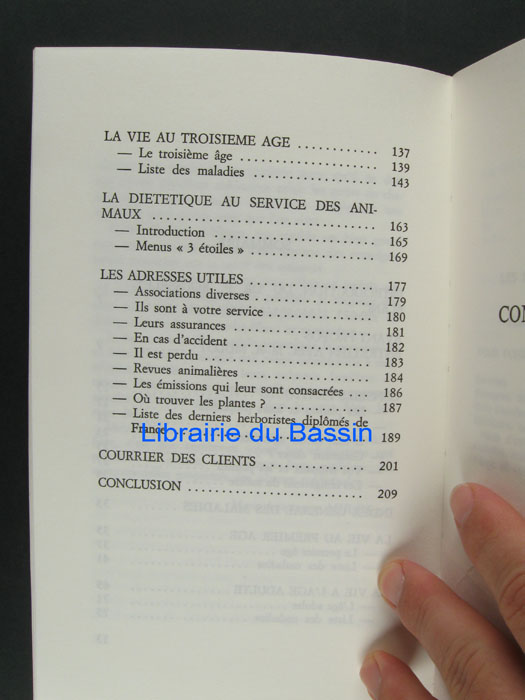 LA VIE AU TROISIEME AGE ............ 137
— Le troisième âge .................... 139
— Liste des maladies .................. 143
LA DIETETIQUE AU SERVICE DES ANI-
MAUX ................................ 163
— Introduction ........................ 165
— Menus « 3 étoiles » ................. 169
LES ADRESSES UTILES ................. 177
— Associations diverses ............... 179
— Ils sont à votre service ............ 180
— Leurs assurances .................... 181
— En cas d'accident ................... 182
— Il est perdu ........................ 183
— Revues animalières .................. 184
— Les émissions qui leur sont consacrées ... 186
— Où trouver les plantes ? ............ 187
— Liste des derniers herboristes diplômés de
France ................................ 189
Librairie du Bassin
COURRIER DES CLIENTS ................ 201
CONCLUSION .......................... 209